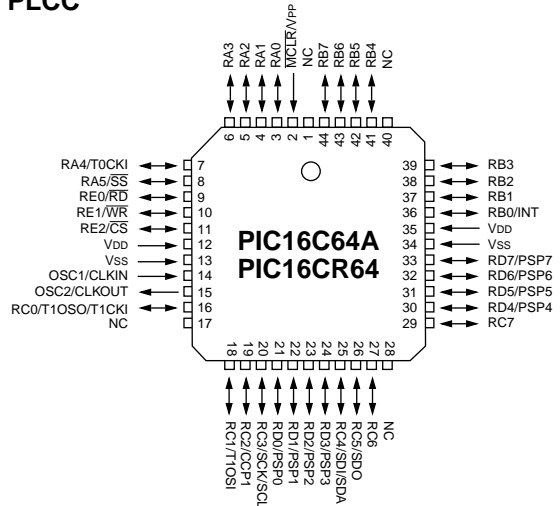 PLCC
RA3
RA2
RA1
RA0
M̅C̅L̅R̅/VPP
NC
RB7
RB6
RB5
RB4
NC
6 5 4 3 2 1 44 43 42 41 40
RA4/T0CKI 7
RA5/S̅S̅ 8
RE0/R̅D̅ 9
RE1/W̅R̅ 10
RE2/C̅S̅ 11
VDD 12
VSS 13
OSC1/CLKIN 14
OSC2/CLKOUT 15
RC0/T1OSO/T1CKI 16
NC 17
PIC16C64A
PIC16CR64
39 RB3
38 RB2
37 RB1
36 RB0/INT
35 VDD
34 VSS
33 RD7/PSP7
32 RD6/PSP6
31 RD5/PSP5
30 RD4/PSP4
29 RC7
18 19 20 21 22 23 24 25 26 27 28
RC1/T1OSI
RC2/CCP1
RC3/SCK/SCL
RD0/PSP0
RD1/PSP1
RD2/PSP2
RD3/PSP3
RC4/SDI/SDA
RC5/SDO
RC6
NC